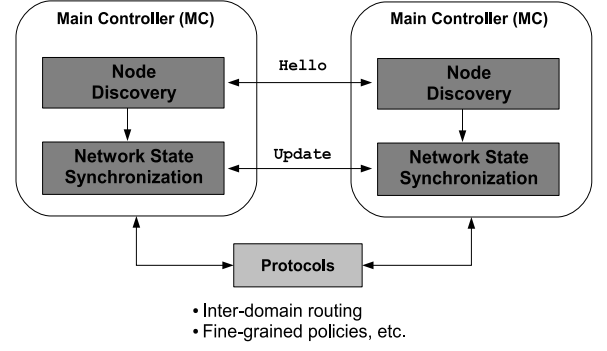 Main Controller (MC)
Main Controller (MC)
Node
Discovery
Hello
Node
Discovery
Network State
Synchronization
Update
Network State
Synchronization
Protocols
• Inter-domain routing
• Fine-grained policies, etc.